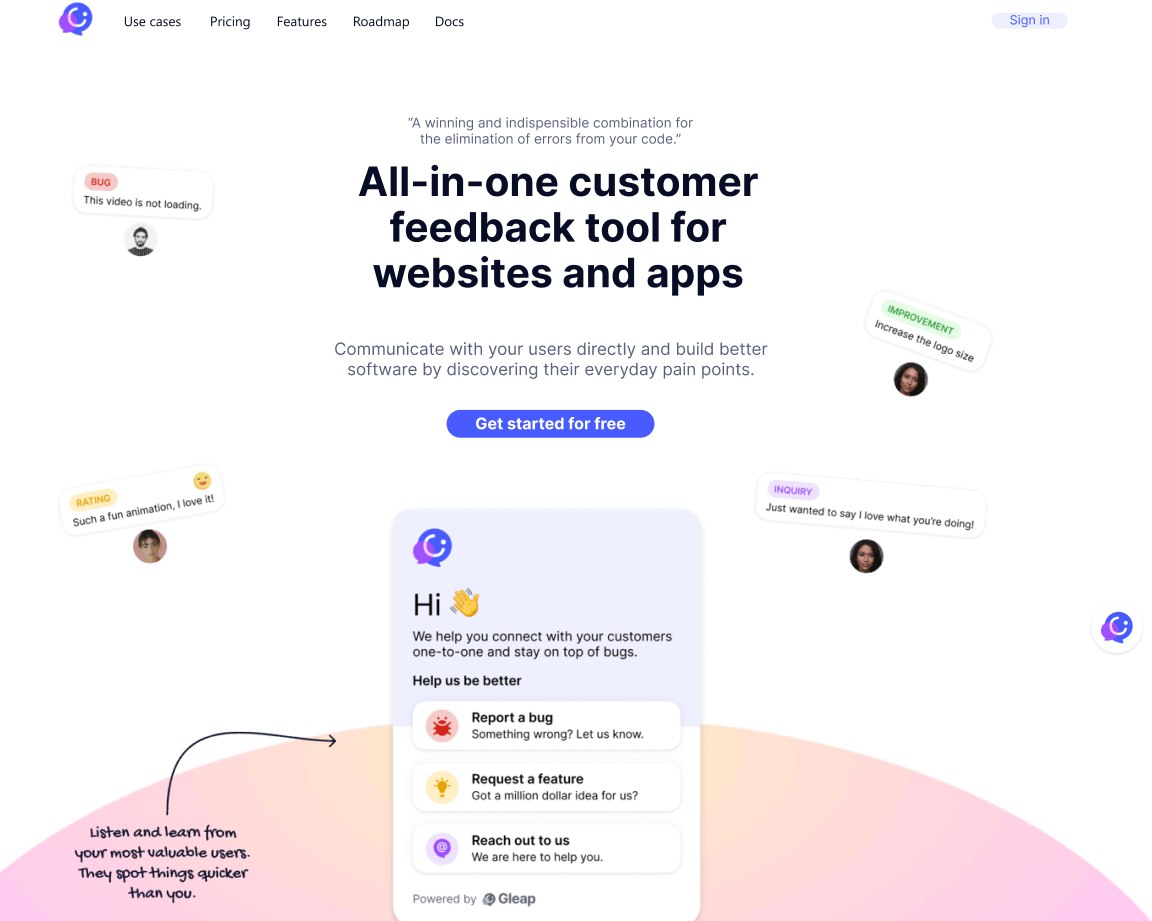 Use cases Pricing Features Roadmap Docs Sign in
“A winning and indispensible combination for
the elimination of errors from your code.”
All-in-one customer
feedback tool for
websites and apps
BUG
This video is not loading.
IMPROVEMENT
Increase the logo size
Communicate with your users directly and build better
software by discovering their everyday pain points.
Get started for free
RATING
Such a fun animation, I love it!
INQUIRY
Just wanted to say I love what you're doing!
Hi 👋
We help you connect with your customers
one-to-one and stay on top of bugs.
Help us be better
Report a bug
Something wrong? Let us know.
Request a feature
Got a million dollar idea for us?
Reach out to us
We are here to help you.
Powered by Gleap
Listen and learn from
your most valuable users.
They spot things quicker
than you.